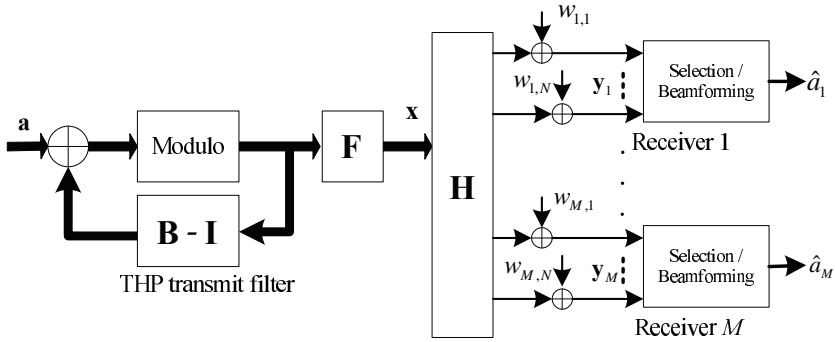 a
Modulo
B - I
THP transmit filter
F
x
H
w1,1
w1,N
y1
Selection /
Beamforming
â1
Receiver 1
wM,1
wM,N
yM
Selection /
Beamforming
âM
Receiver M